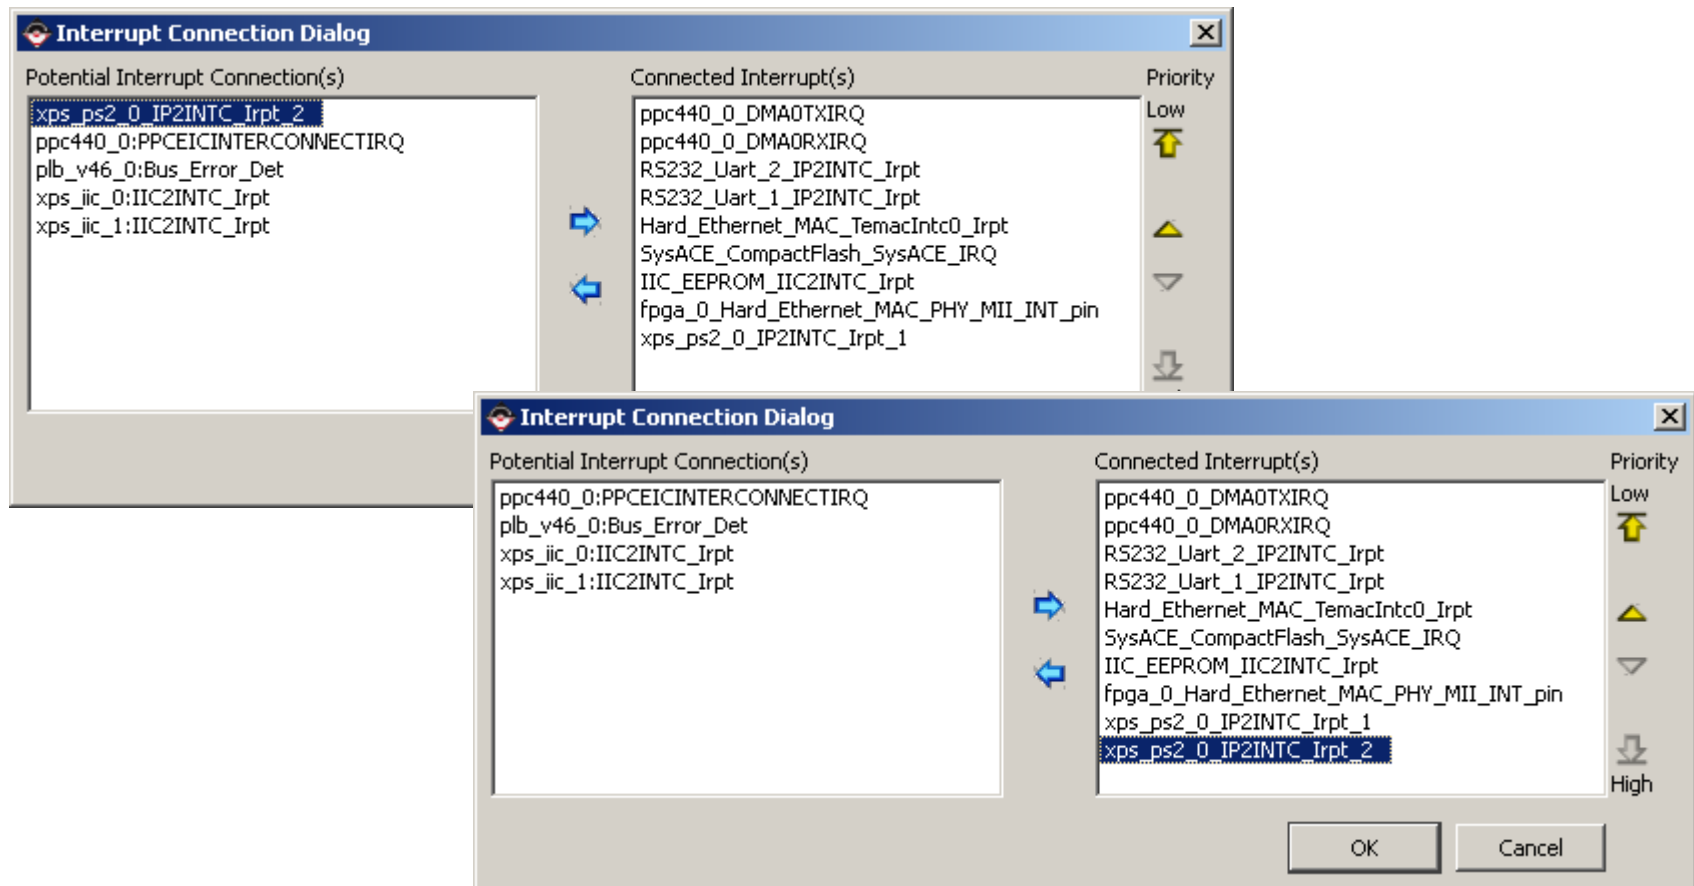 Interrupt Connection Dialog
Potential Interrupt Connection(s)
Connected Interrupt(s)
Priority
xps_ps2_0_IP2INTC_Irpt_2
ppc440_0:PPCEICINTERCONNECTIRQ
plb_v46_0:Bus_Error_Det
xps_iic_0:IIC2INTC_Irpt
xps_iic_1:IIC2INTC_Irpt
ppc440_0_DMA0TXIRQ
ppc440_0_DMA0RXIRQ
RS232_Uart_2_IP2INTC_Irpt
RS232_Uart_1_IP2INTC_Irpt
Hard_Ethernet_MAC_TemacIntc0_Irpt
SysACE_CompactFlash_SysACE_IRQ
IIC_EEPROM_IIC2INTC_Irpt
fpga_0_Hard_Ethernet_MAC_PHY_MII_INT_pin
xps_ps2_0_IP2INTC_Irpt_1
Low
Interrupt Connection Dialog
Potential Interrupt Connection(s)
Connected Interrupt(s)
Priority
ppc440_0:PPCEICINTERCONNECTIRQ
plb_v46_0:Bus_Error_Det
xps_iic_0:IIC2INTC_Irpt
xps_iic_1:IIC2INTC_Irpt
ppc440_0_DMA0TXIRQ
ppc440_0_DMA0RXIRQ
RS232_Uart_2_IP2INTC_Irpt
RS232_Uart_1_IP2INTC_Irpt
Hard_Ethernet_MAC_TemacIntc0_Irpt
SysACE_CompactFlash_SysACE_IRQ
IIC_EEPROM_IIC2INTC_Irpt
fpga_0_Hard_Ethernet_MAC_PHY_MII_INT_pin
xps_ps2_0_IP2INTC_Irpt_1
xps_ps2_0_IP2INTC_Irpt_2
Low
High
OK
Cancel